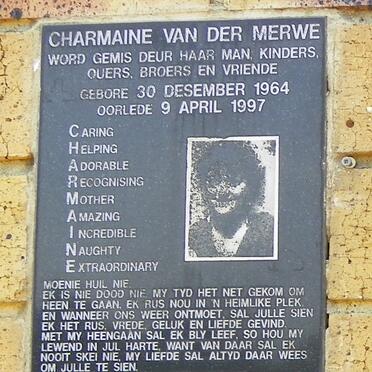 CHARMAINE VAN DER MERWE
WORD GEMIS DEUR HAAR MAN, KINDERS,
OUERS, BROERS EN VRIENDE
GEBORE 30 DESEMBER 1964
OORLEDE 9 APRIL 1997
CARING
HELPING
ADORABLE
RECOGNISING
MOTHER
AMAZING
INCREDIBLE
NAUGHTY
EXTRAORDINARY
MOENIE HUIL NIE.
EK IS NIE DOOD NIE, MY TYD HET NET GEKOM OM
HEEN TE GAAN. EK RUS NOU IN 'N HEIMLIKE PLEK.
EN WANNEER ONS WEER ONTMOET, SAL JULLE SIEN
EK HET RUS, VREDE, GELUK EN LIEFDE GEVIND.
MET MY HEENGAAN SAL EK BLY LEEF. SO HOU MY
LEWEND IN JUL HARTE, WANT VAN DAAR SAL EK
NOOIT SKEI NIE, MY LIEFDE SAL ALTYD DAAR WEES
OM JULLE TE SIEN.